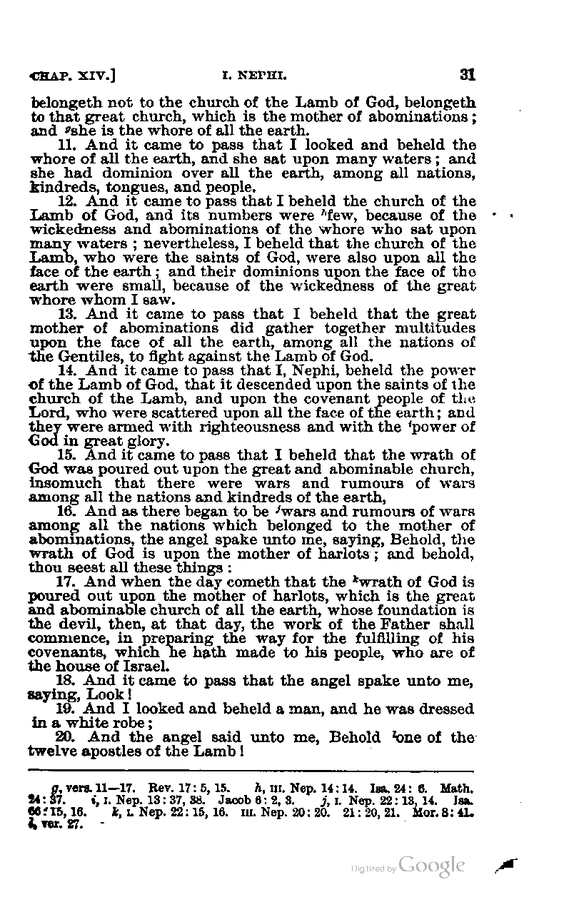 CHAP. XIV.] I. NEPHI. 31
belongeth not to the church of the Lamb of God, belongeth
to that great church, which is the mother of abominations;
and gshe is the whore of all the earth.
11. And it came to pass that I looked and beheld the
whore of all the earth, and she sat upon many waters; and
she had dominion over all the earth, among all nations,
kindreds, tongues, and people.
12. And it came to pass that I beheld the church of the
Lamb of God, and its numbers were hfew, because of the
wickedness and abominations of the whore who sat upon
many waters; nevertheless, I beheld that the church of the
Lamb, who were the saints of God, were also upon all the
face of the earth; and their dominions upon the face of the
earth were small, because of the wickedness of the great
whore whom I saw.
13. And it came to pass that I beheld that the great
mother of abominations did gather together multitudes
upon the face of all the earth, among all the nations of
the Gentiles, to fight against the Lamb of God.
14. And it came to pass that I, Nephi, beheld the power
of the Lamb of God, that it descended upon the saints of the
church of the Lamb, and upon the covenant people of the
Lord, who were scattered upon all the face of the earth; and
they were armed with righteousness and with the ipower of
God in great glory.
15. And it came to pass that I beheld that the wrath of
God was poured out upon the great and abominable church,
insomuch that there were wars and rumours of wars
among all the nations and kindreds of the earth,
16. And as there began to be jwars and rumours of wars
among all the nations which belonged to the mother of
abominations, the angel spake unto me, saying, Behold, the
wrath of God is upon the mother of harlots; and behold,
thou seest all these things:
17. And when the day cometh that the kwrath of God is
poured out upon the mother of harlots, which is the great
and abominable church of all the earth, whose foundation is
the devil, then, at that day, the work of the Father shall
commence, in preparing the way for the fulfilling of his
covenants, which he hath made to his people, who are of
the house of Israel.
18. And it came to pass that the angel spake unto me,
saying, Look!
19. And I looked and beheld a man, and he was dressed
in a white robe;
20. And the angel said unto me, Behold lone of the
twelve apostles of the Lamb!
g, vers. 11—17. Rev. 17: 5, 15. h, III. Nep. 14: 14. Isa. 24: 6. Math.
24: 37. i, I. Nep. 13: 37, 38. Jacob 6: 2, 3. j, I. Nep. 22: 13, 14. Isa.
66: 15, 16. k, I. Nep. 22: 15, 16. III. Nep. 20: 20. 21: 20, 21. Mor. 8: 41.
l, ver. 27.
Digitized by Google